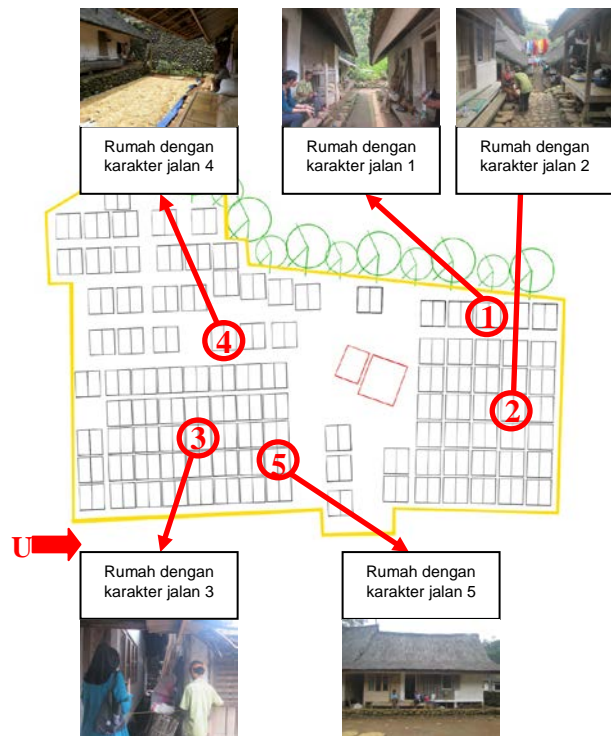 Rumah dengan
karakter jalan 4
Rumah dengan
karakter jalan 1
Rumah dengan
karakter jalan 2
1
4
2
3
5
U
Rumah dengan
karakter jalan 3
Rumah dengan
karakter jalan 5